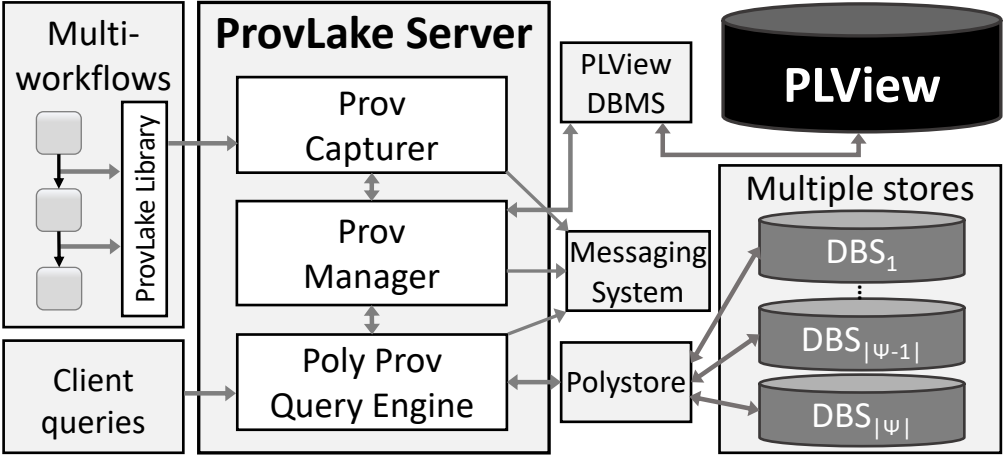 Multi-
workflows
ProvLake Library
Client
queries
ProvLake Server
Prov
Capturer
Prov
Manager
Poly Prov
Query Engine
PLView
DBMS
Messaging
System
Polystore
PLView
Multiple stores
DBS₁
DBS|Ψ-1|
DBS|Ψ|